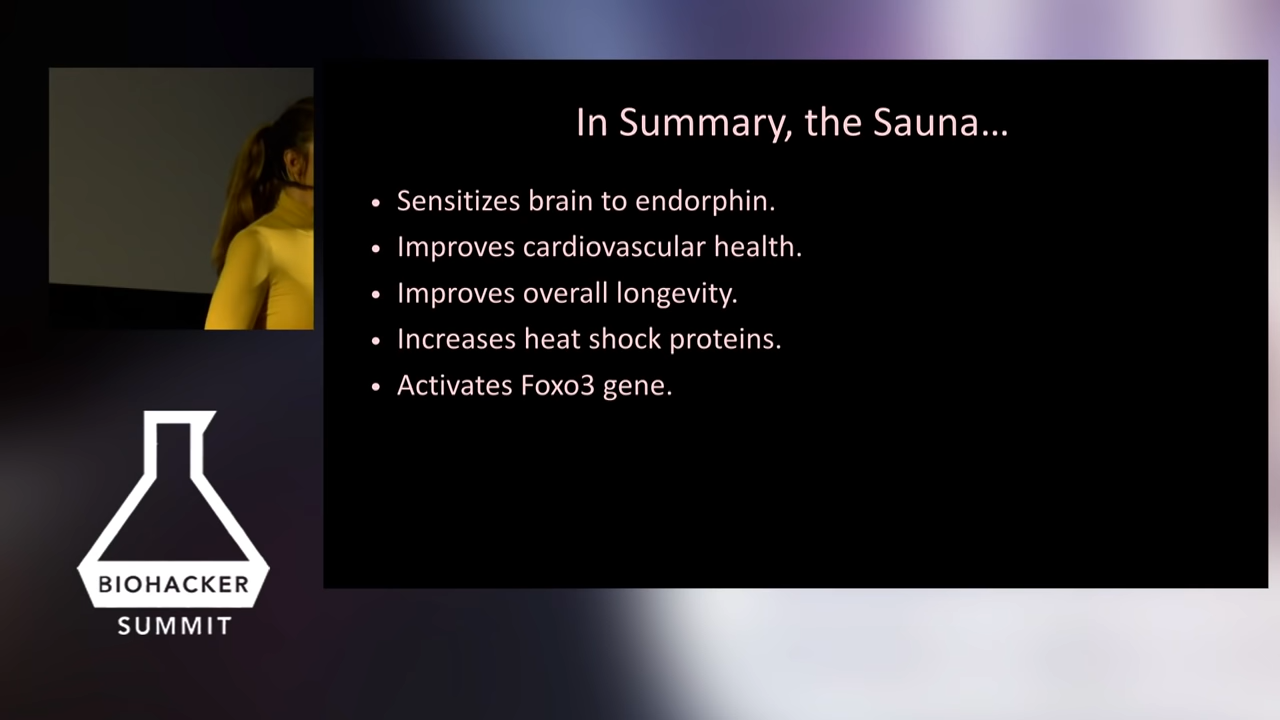 In Summary, the Sauna...
• Sensitizes brain to endorphin.
• Improves cardiovascular health.
• Improves overall longevity.
• Increases heat shock proteins.
• Activates Foxo3 gene.
BIOHACKER
SUMMIT